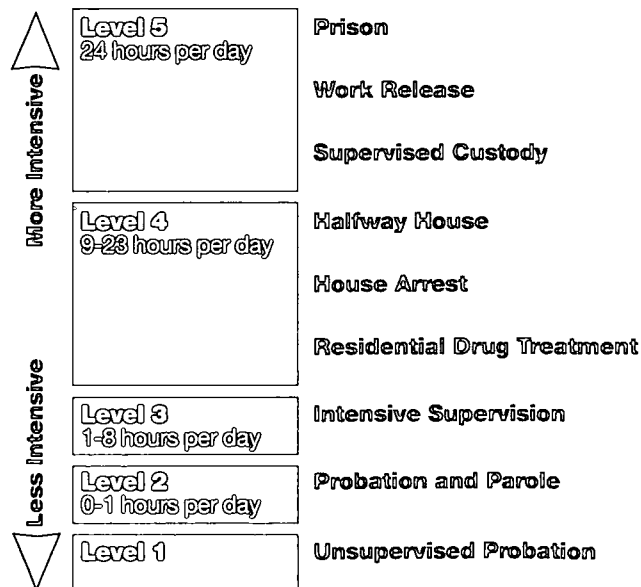 Level 5
24 hours per day
Prison
Work Release
Supervised Custody
Level 4
9-23 hours per day
Halfway House
House Arrest
Residential Drug Treatment
Level 3
1-8 hours per day
Intensive Supervision
Level 2
0-1 hours per day
Probation and Parole
Level 1
Unsupervised Probation
More Intensive
Less Intensive